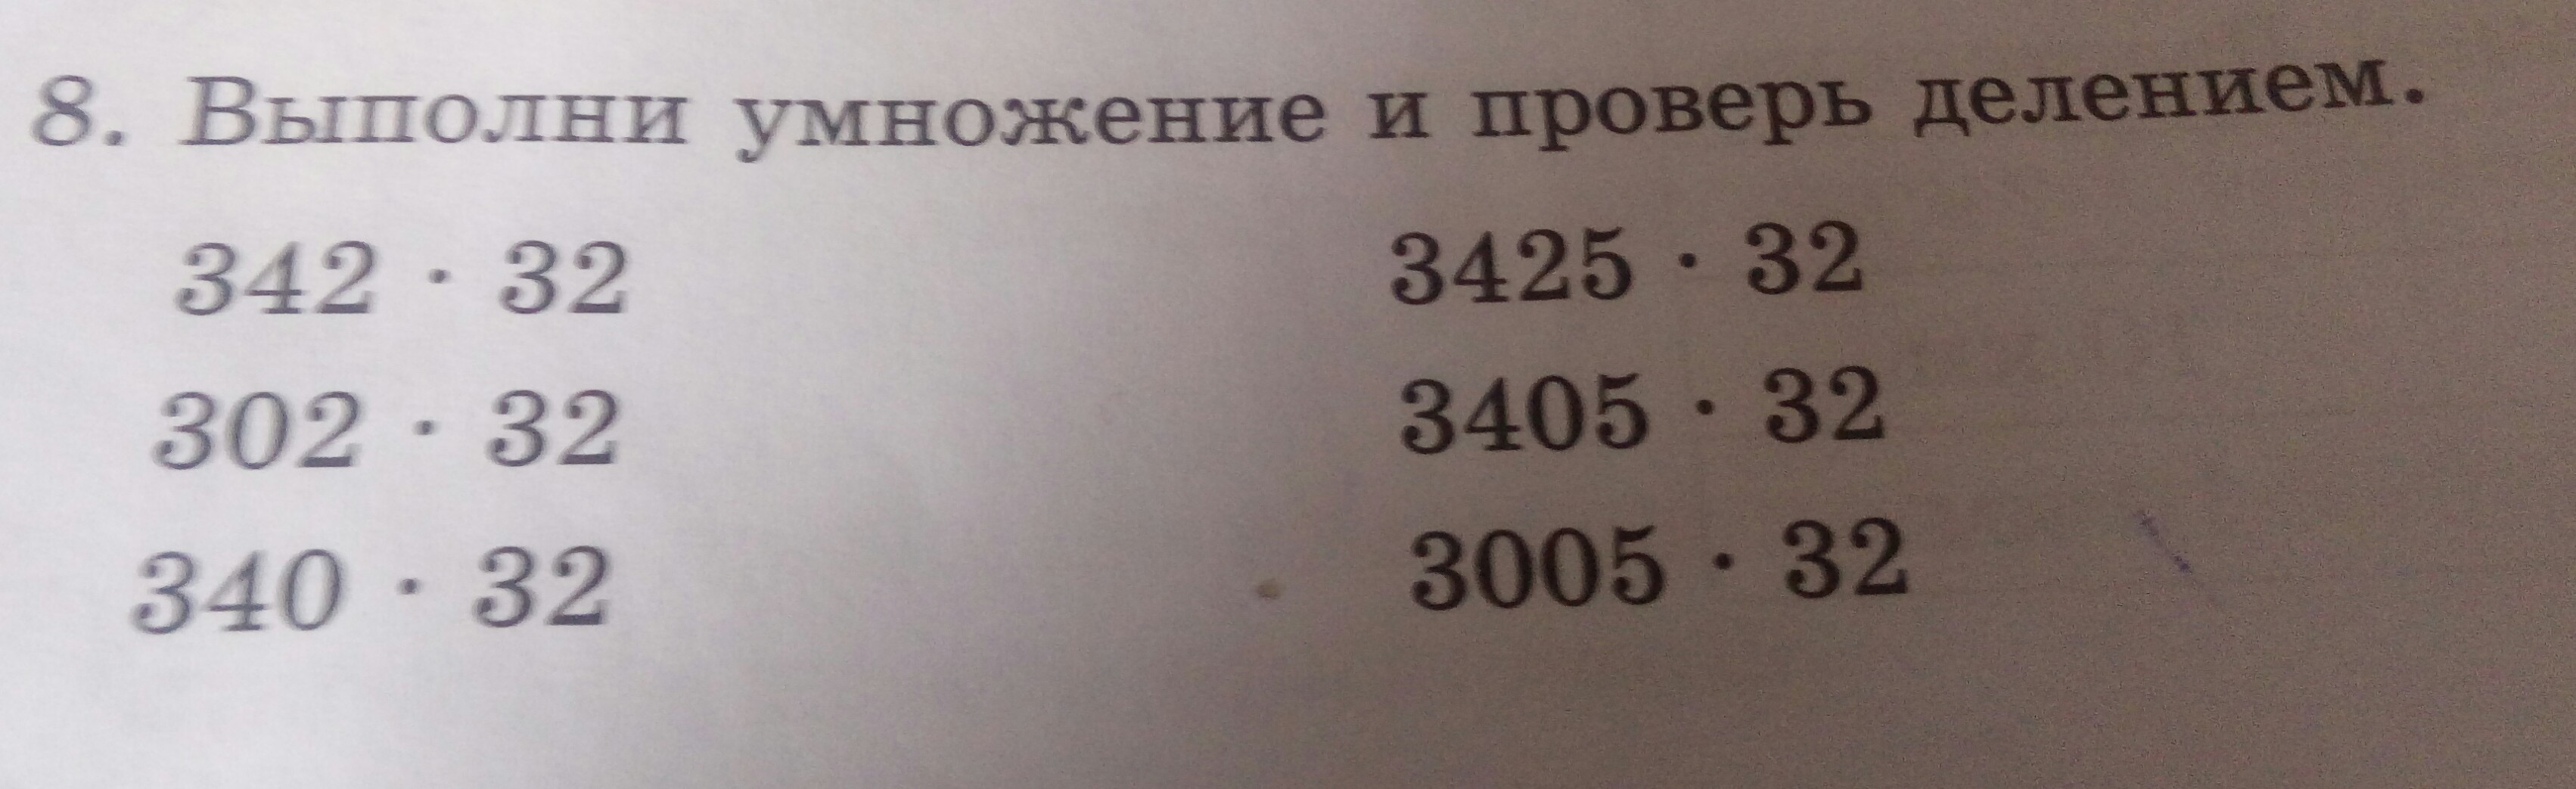 8. Выполни умножение и проверь делением.
342 · 32
302 · 32
340 · 32
3425 · 32
3405 · 32
3005 · 32